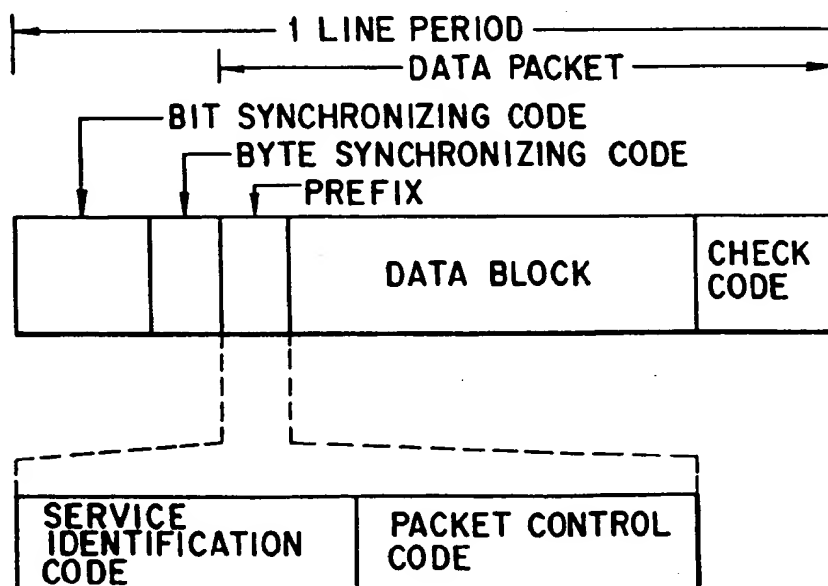 1 LINE PERIOD
DATA PACKET
BIT SYNCHRONIZING CODE
BYTE SYNCHRONIZING CODE
PREFIX
DATA BLOCK
CHECK
CODE
SERVICE
IDENTIFICATION
CODE
PACKET CONTROL
CODE